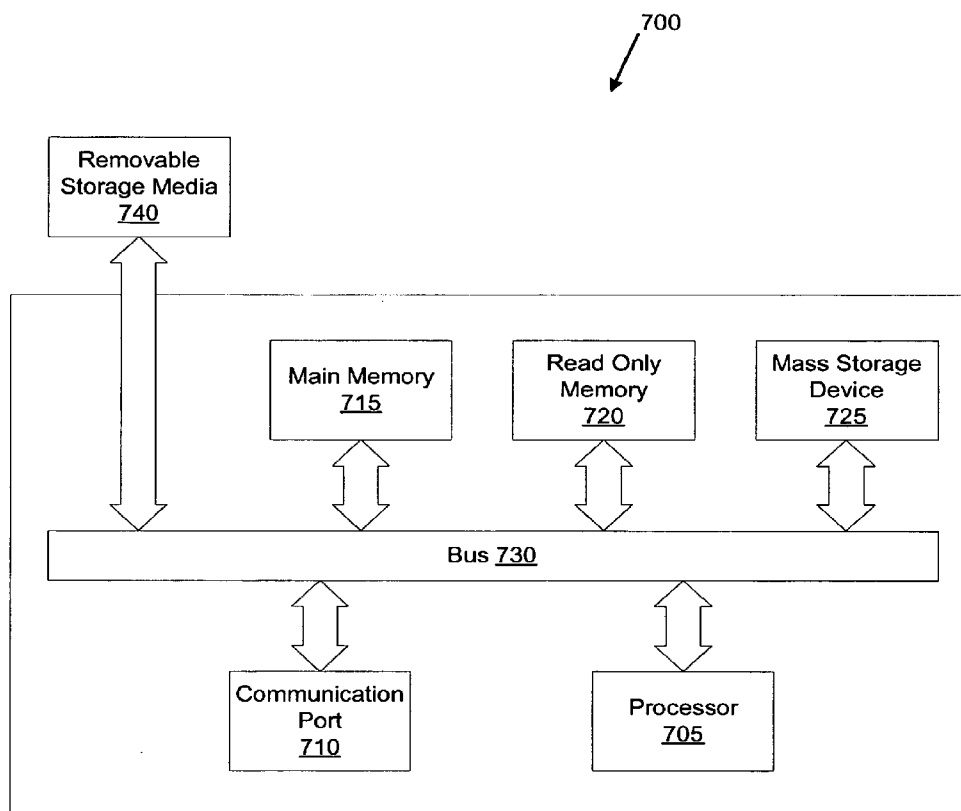 700
Removable
Storage Media
740
Main Memory
715
Read Only
Memory
720
Mass Storage
Device
725
Bus 730
Communication
Port
710
Processor
705